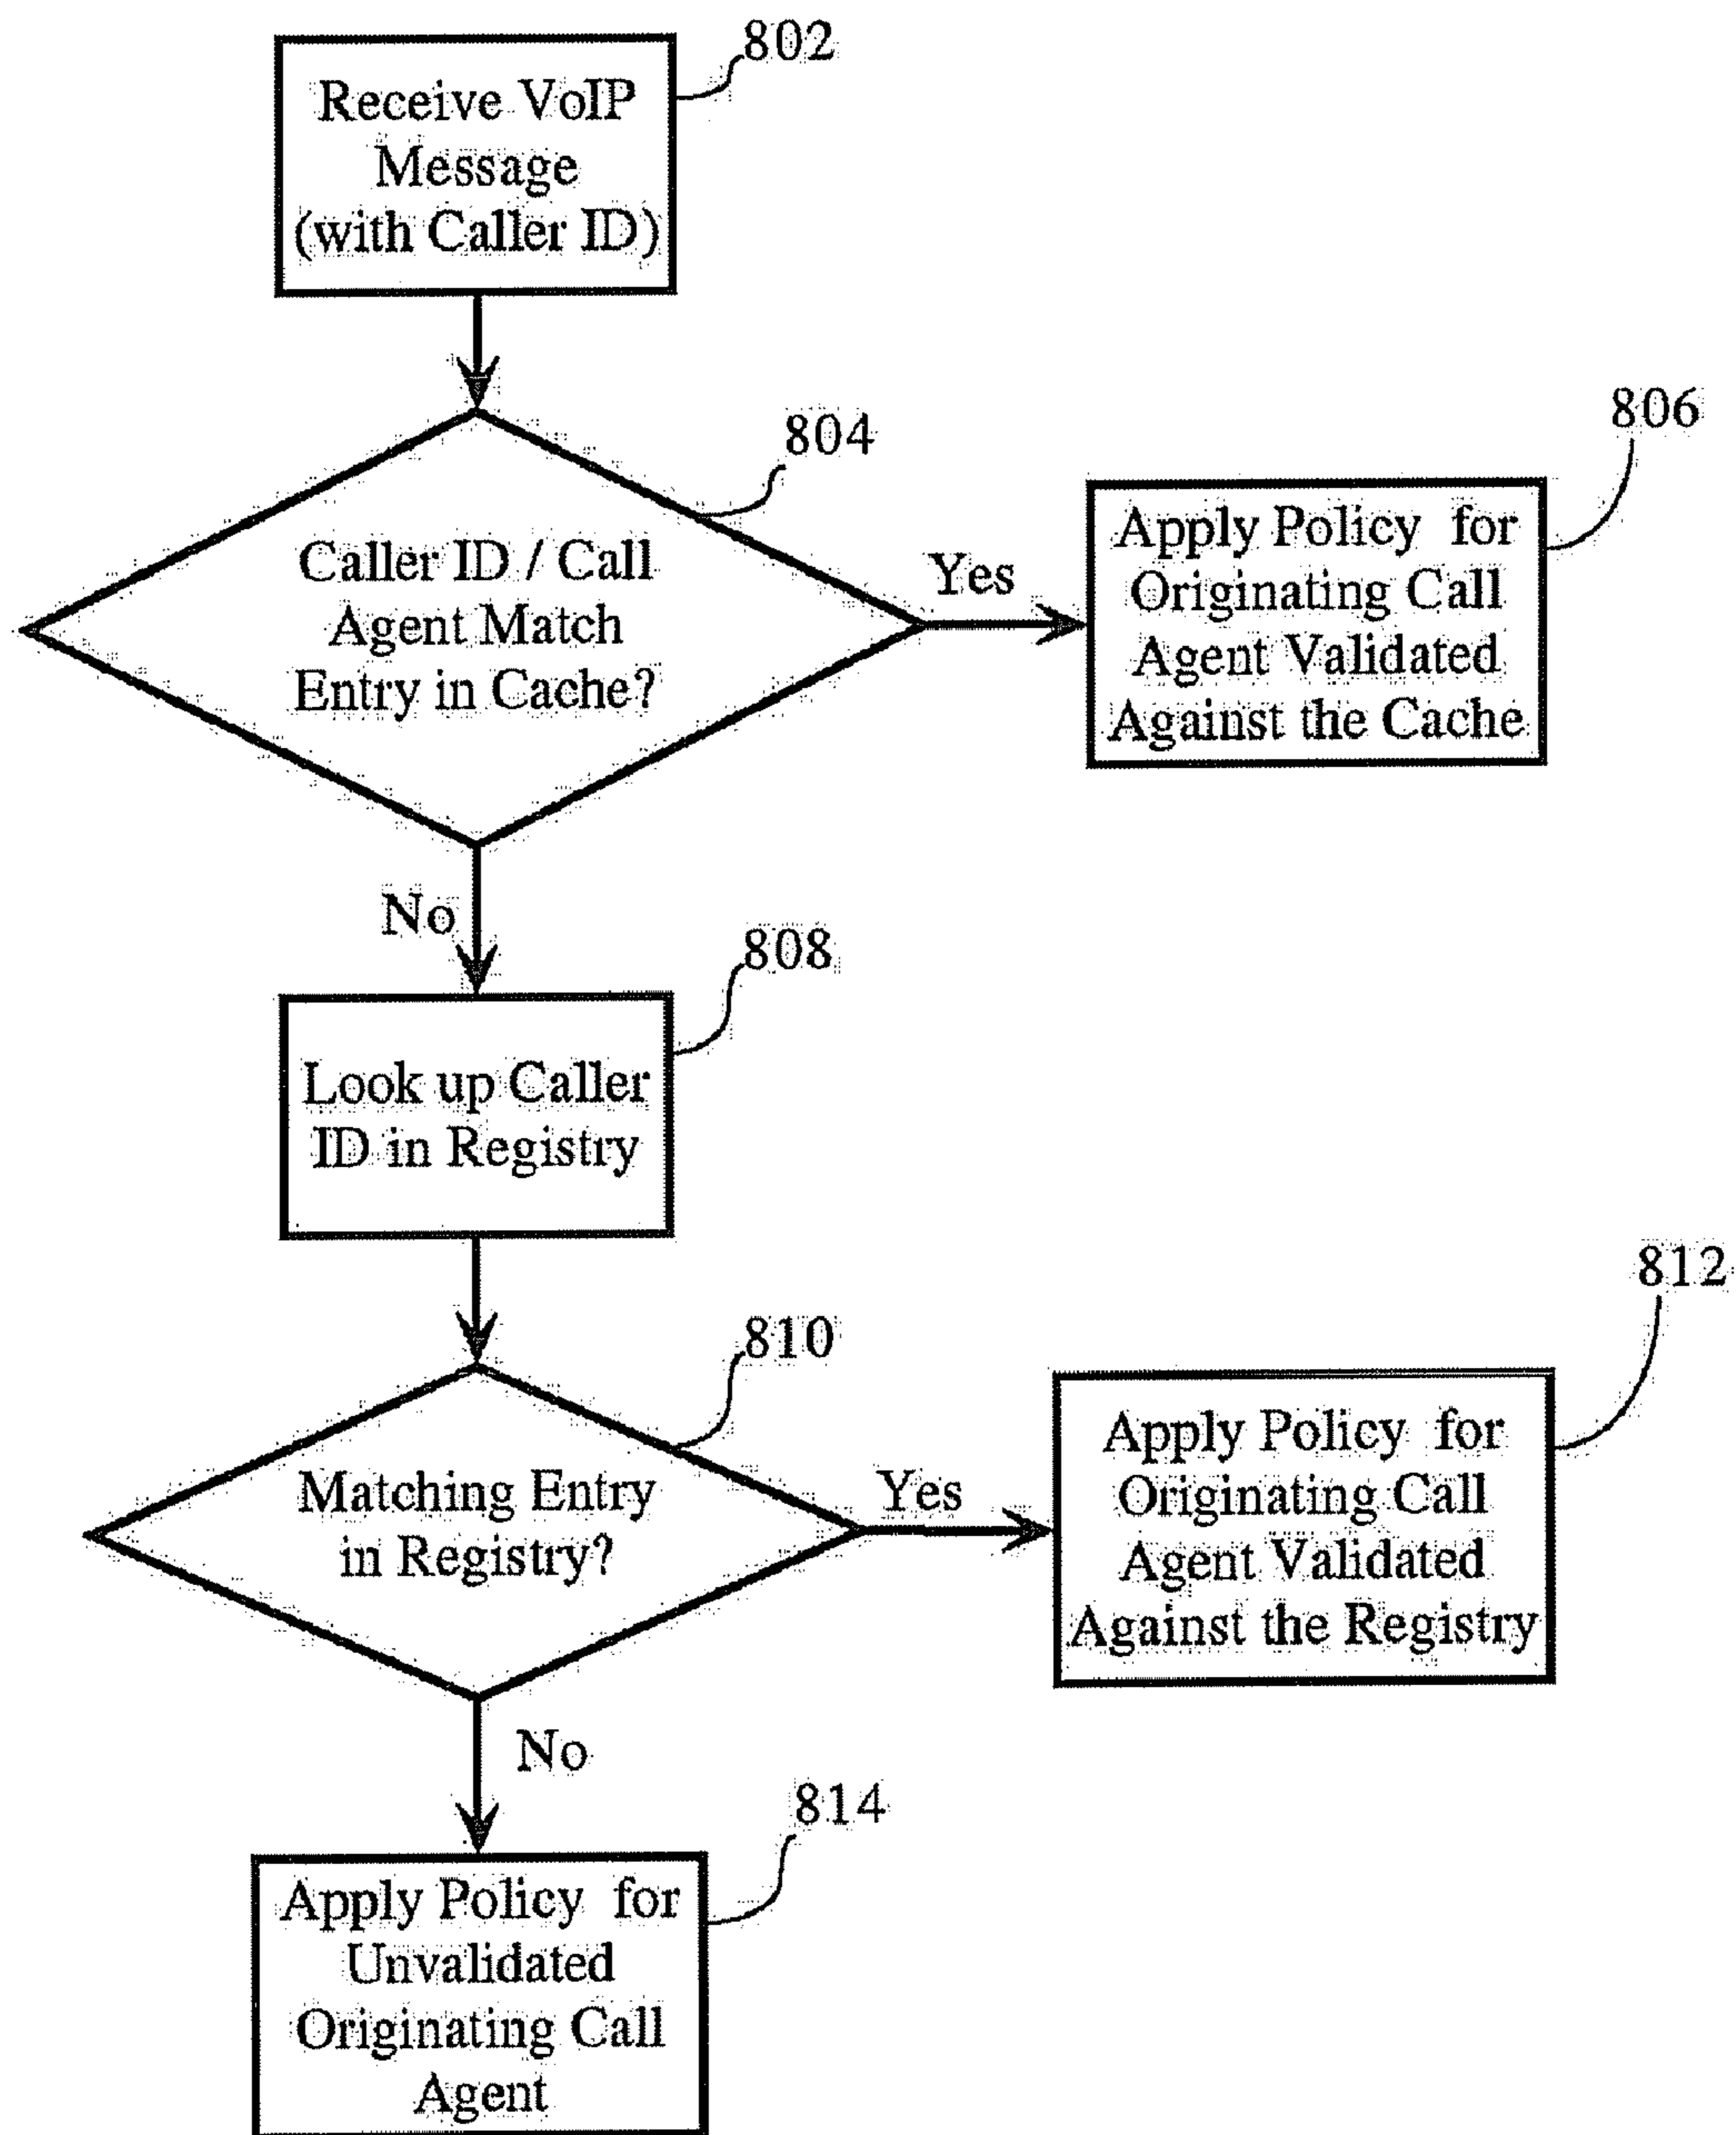 802
Receive VoIP
Message
(with Caller ID)
804
Caller ID / Call
Agent Match
Entry in Cache?
Yes
806
Apply Policy for
Originating Call
Agent Validated
Against the Cache
No
808
Look up Caller
ID in Registry
810
Matching Entry
in Registry?
Yes
812
Apply Policy for
Originating Call
Agent Validated
Against the Registry
No
814
Apply Policy for
Unvalidated
Originating Call
Agent